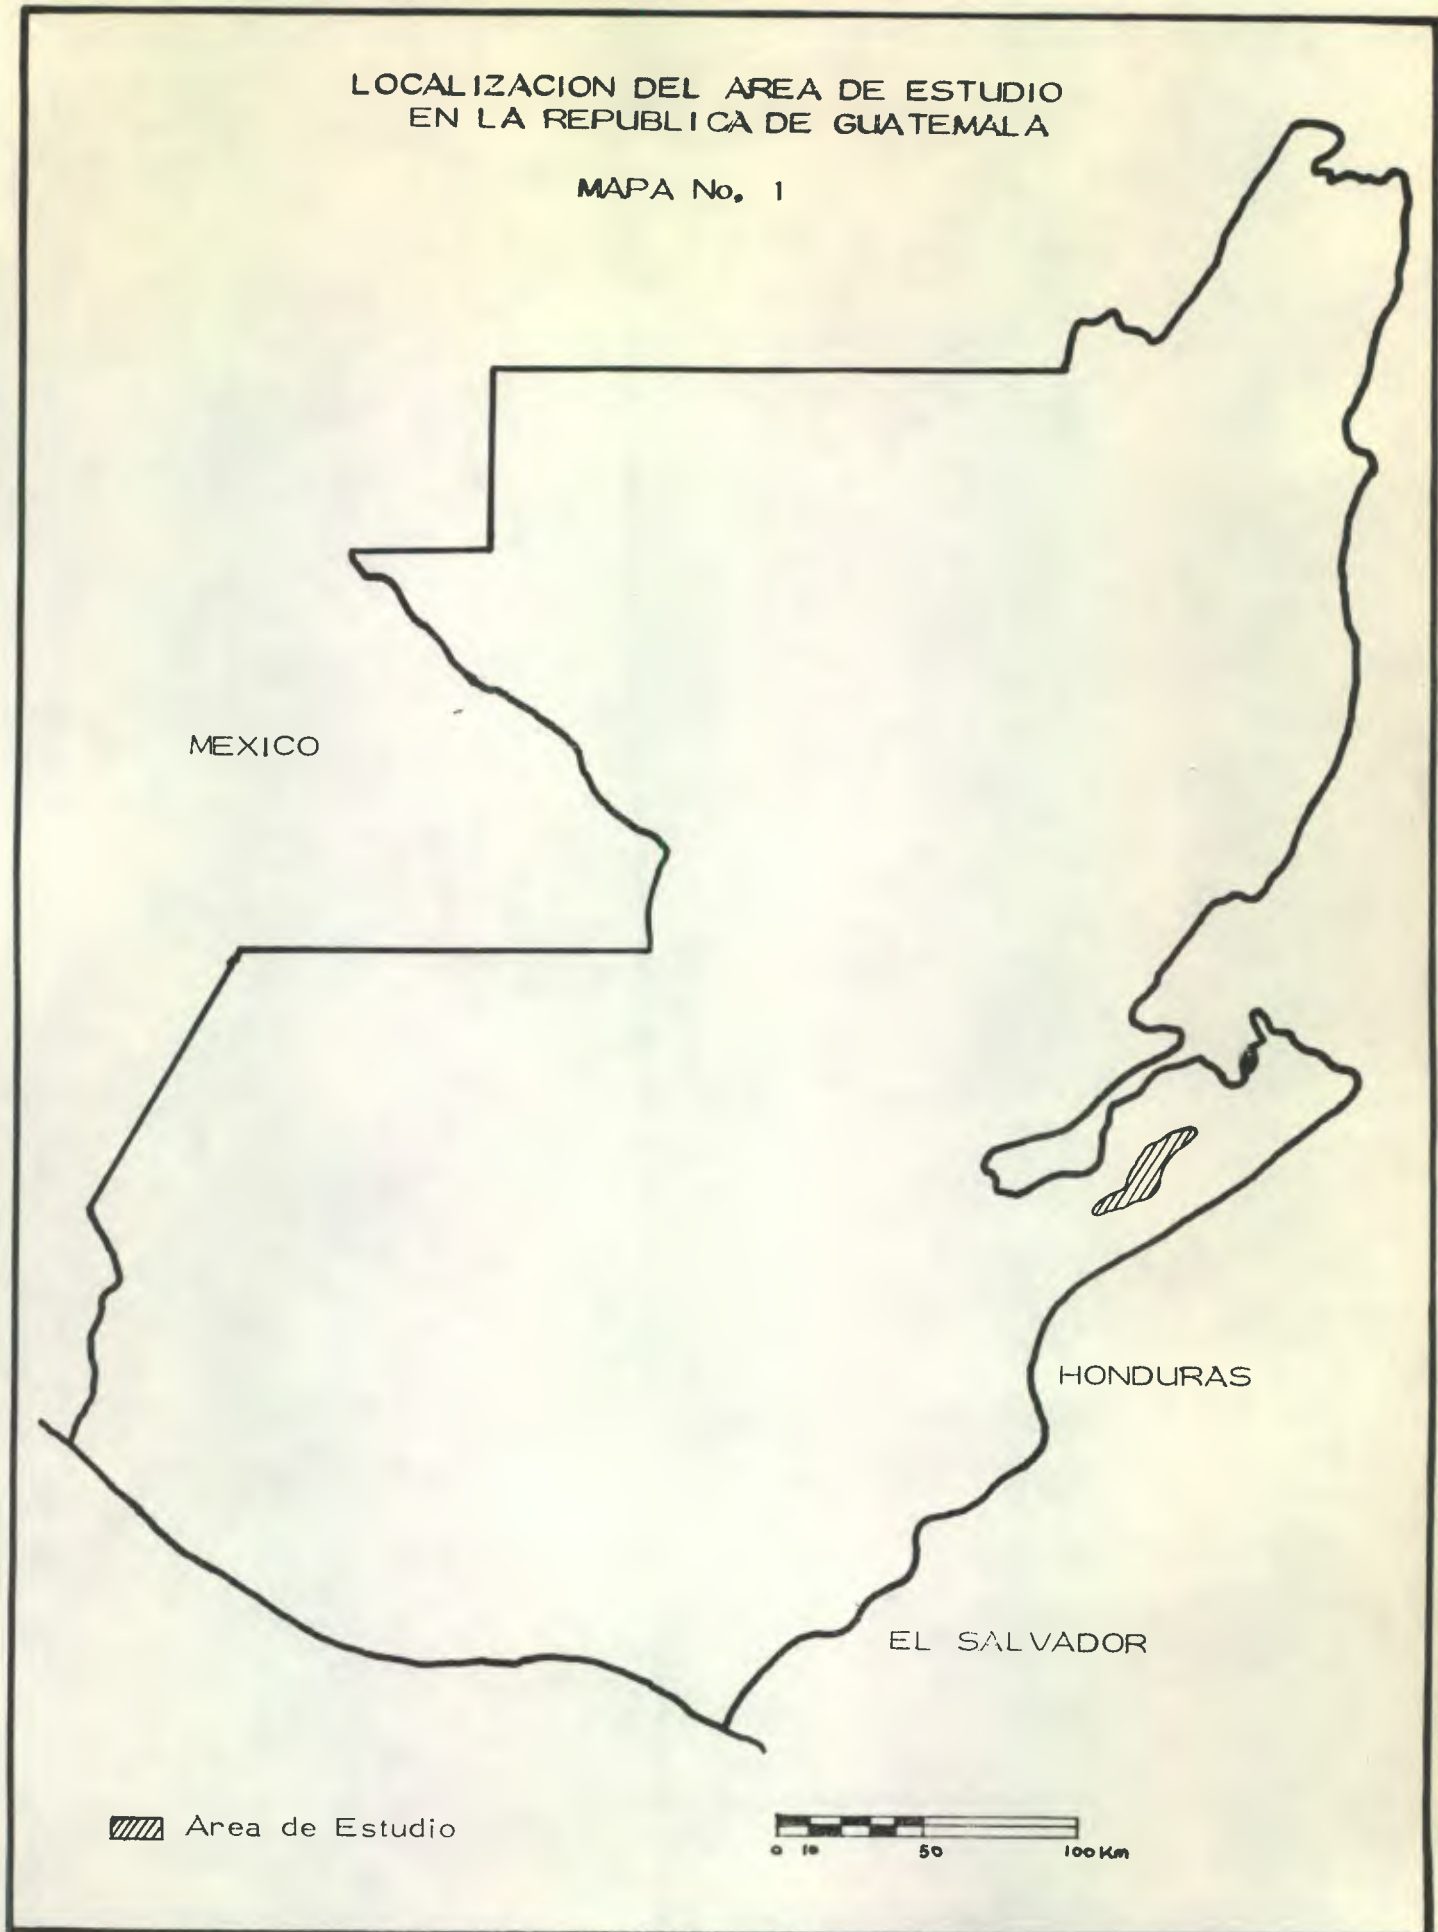 LOCALIZACION DEL AREA DE ESTUDIO
EN LA REPUBLICA DE GUATEMALA
MAPA No. 1
MEXICO
HONDURAS
EL SALVADOR
Area de Estudio
0 10 50 100 Km